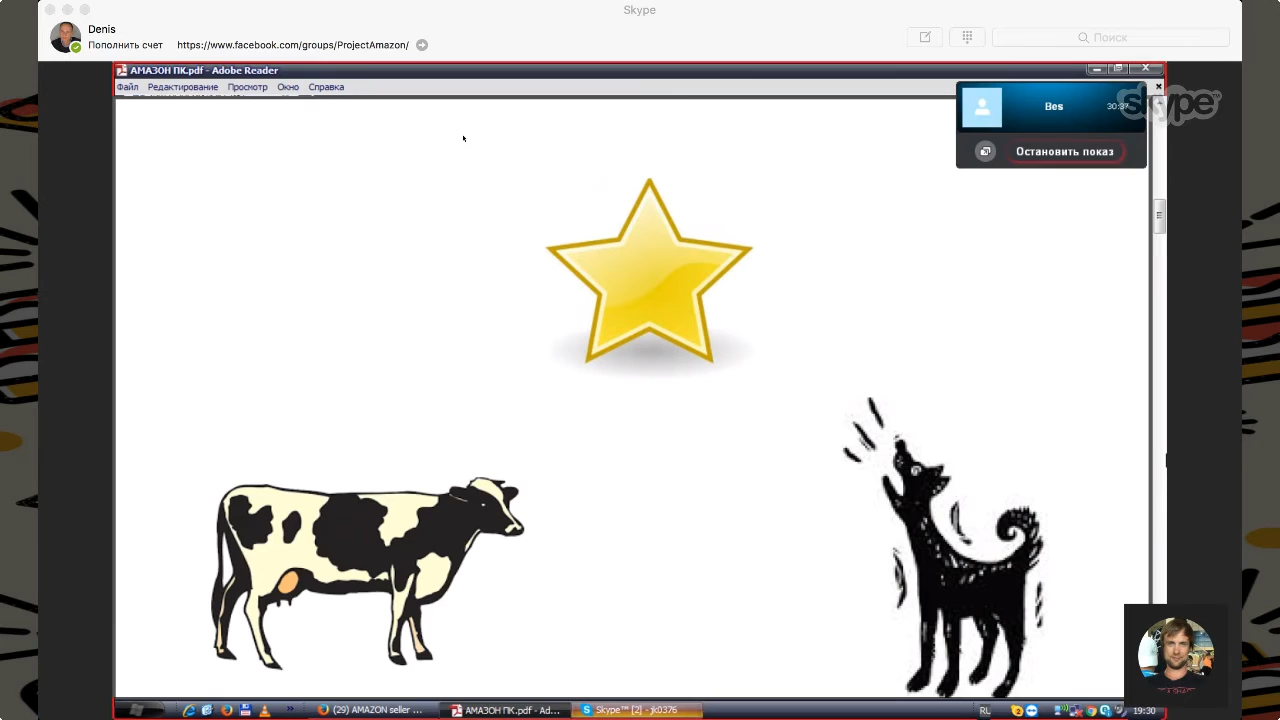 Skype
Denis
Пополнить счет https://www.facebook.com/groups/ProjectAmazon/
Поиск
АМАЗОН ПК.pdf - Adobe Reader
Файл Редактирование Просмотр Окно Справка
Bes 30:37
skype™
Остановить показ
(29) AMAZON seller ...
АМАЗОН ПК.pdf - Ad...
Skype™ [2] - jk0376
RL
19:30